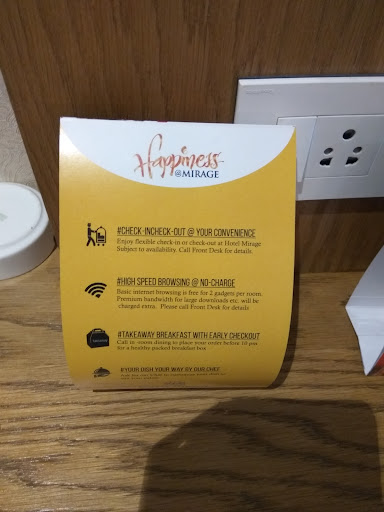 Happiness
@MIRAGE
#CHECK-INCHECK-OUT @ YOUR CONVENIENCE
Enjoy flexible check-in or check-out at Hotel Mirage
Subject to availability. Call Front Desk for details.
#HIGH SPEED BROWSING @ NO-CHARGE
Basic internet browsing is free for 2 gadgets per room.
Premium bandwidth for large downloads etc. will be
charged extra. Please call Front Desk for details
#TAKEAWAY BREAKFAST WITH EARLY CHECKOUT
Call in -room dining to place your order before 10 pm
for a healthy packed breakfast box
#YOUR DISH YOUR WAY BY OUR CHEF